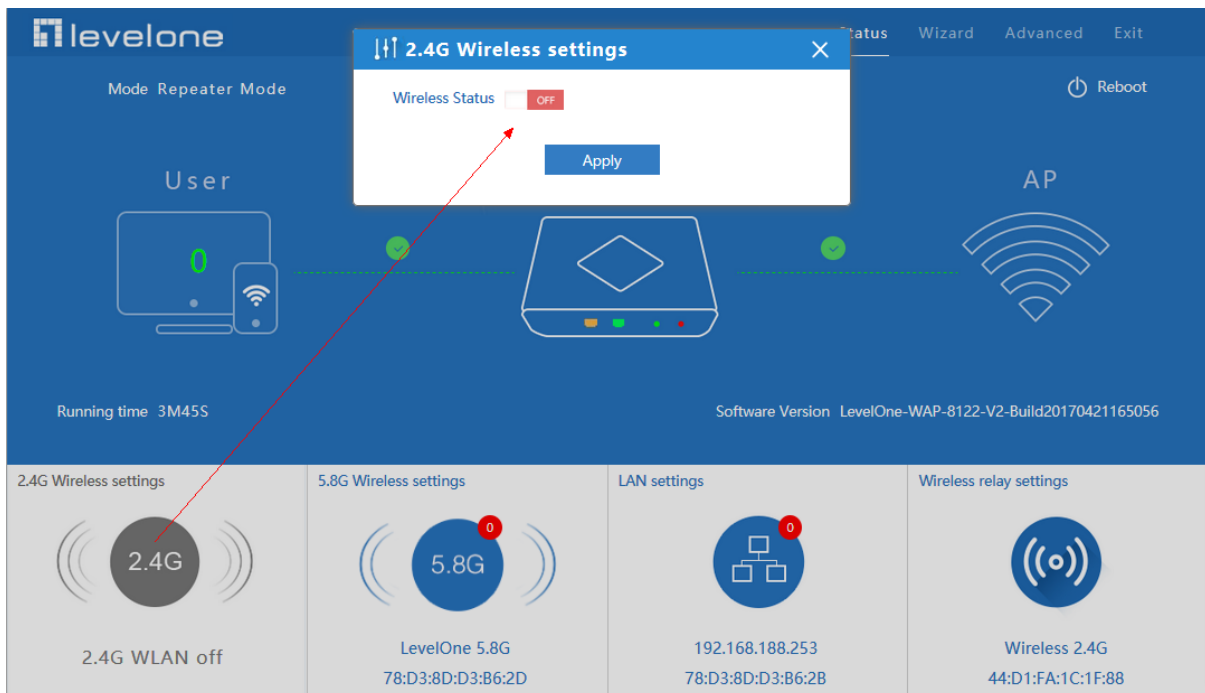 levelone
2.4G Wireless settings
tatus
Wizard
Advanced
Exit
Mode Repeater Mode
Wireless Status
OFF
Reboot
Apply
User
AP
0
Running time 3M45S
Software Version LevelOne-WAP-8122-V2-Build20170421165056
2.4G Wireless settings
5.8G Wireless settings
LAN settings
Wireless relay settings
0
0
2.4G
5.8G
2.4G WLAN off
LevelOne 5.8G
192.168.188.253
Wireless 2.4G
78:D3:8D:D3:B6:2D
78:D3:8D:D3:B6:2B
44:D1:FA:1C:1F:88